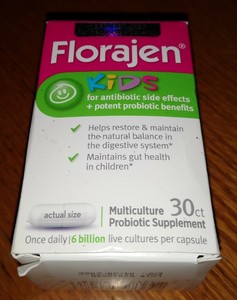 Florajen®
KiDS
for antibiotic side effects
+ potent probiotic benefits
✓ Helps restore & maintain
the natural balance in
the digestive system*
✓ Maintains gut health
in children*
actual size
Multiculture
Probiotic Supplement
30ct
Once daily | 6 billion live cultures per capsule